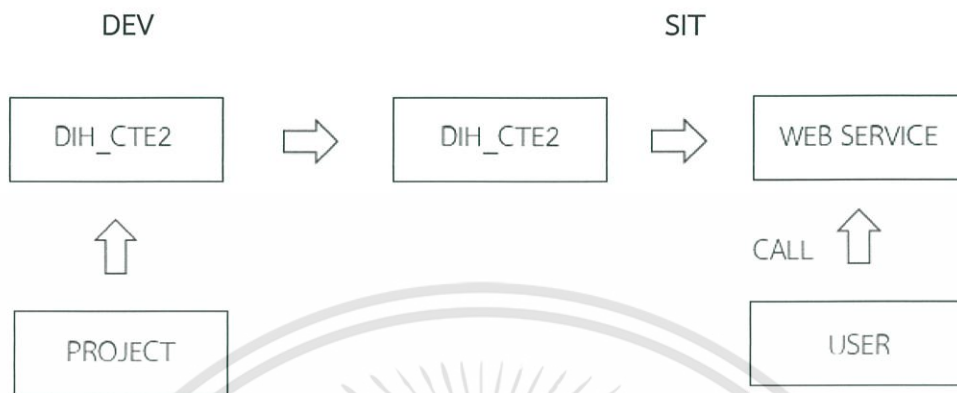 DEV SIT
DIH_CTE2 DIH_CTE2 WEB SERVICE
CALL
PROJECT USER